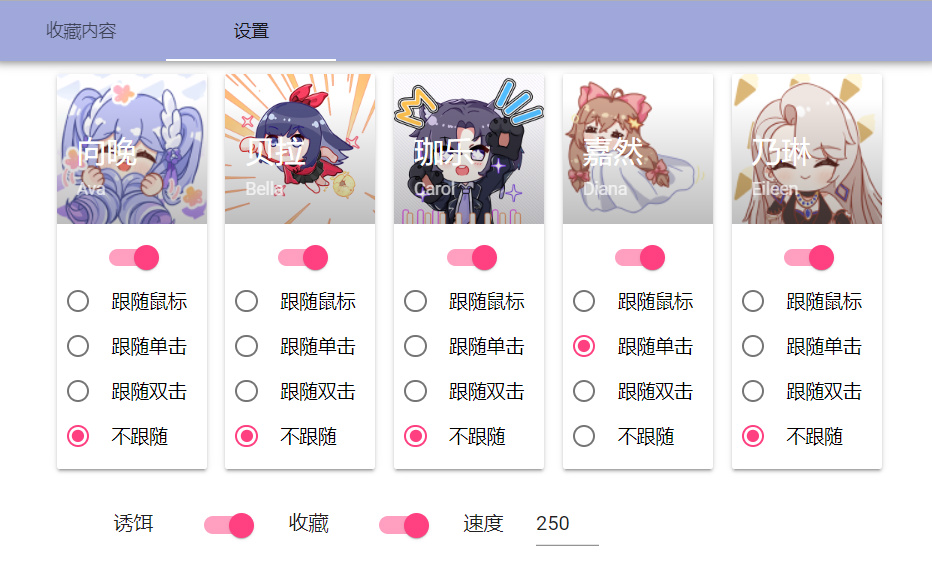 收藏内容 设置
向晚 贝拉 珈乐 嘉然 乃琳
Ava Bella Carol Diana Eileen
跟随鼠标 跟随鼠标 跟随鼠标 跟随鼠标 跟随鼠标
跟随单击 跟随单击 跟随单击 跟随单击 跟随单击
跟随双击 跟随双击 跟随双击 跟随双击 跟随双击
不跟随 不跟随 不跟随 不跟随 不跟随
诱饵 收藏 速度 250